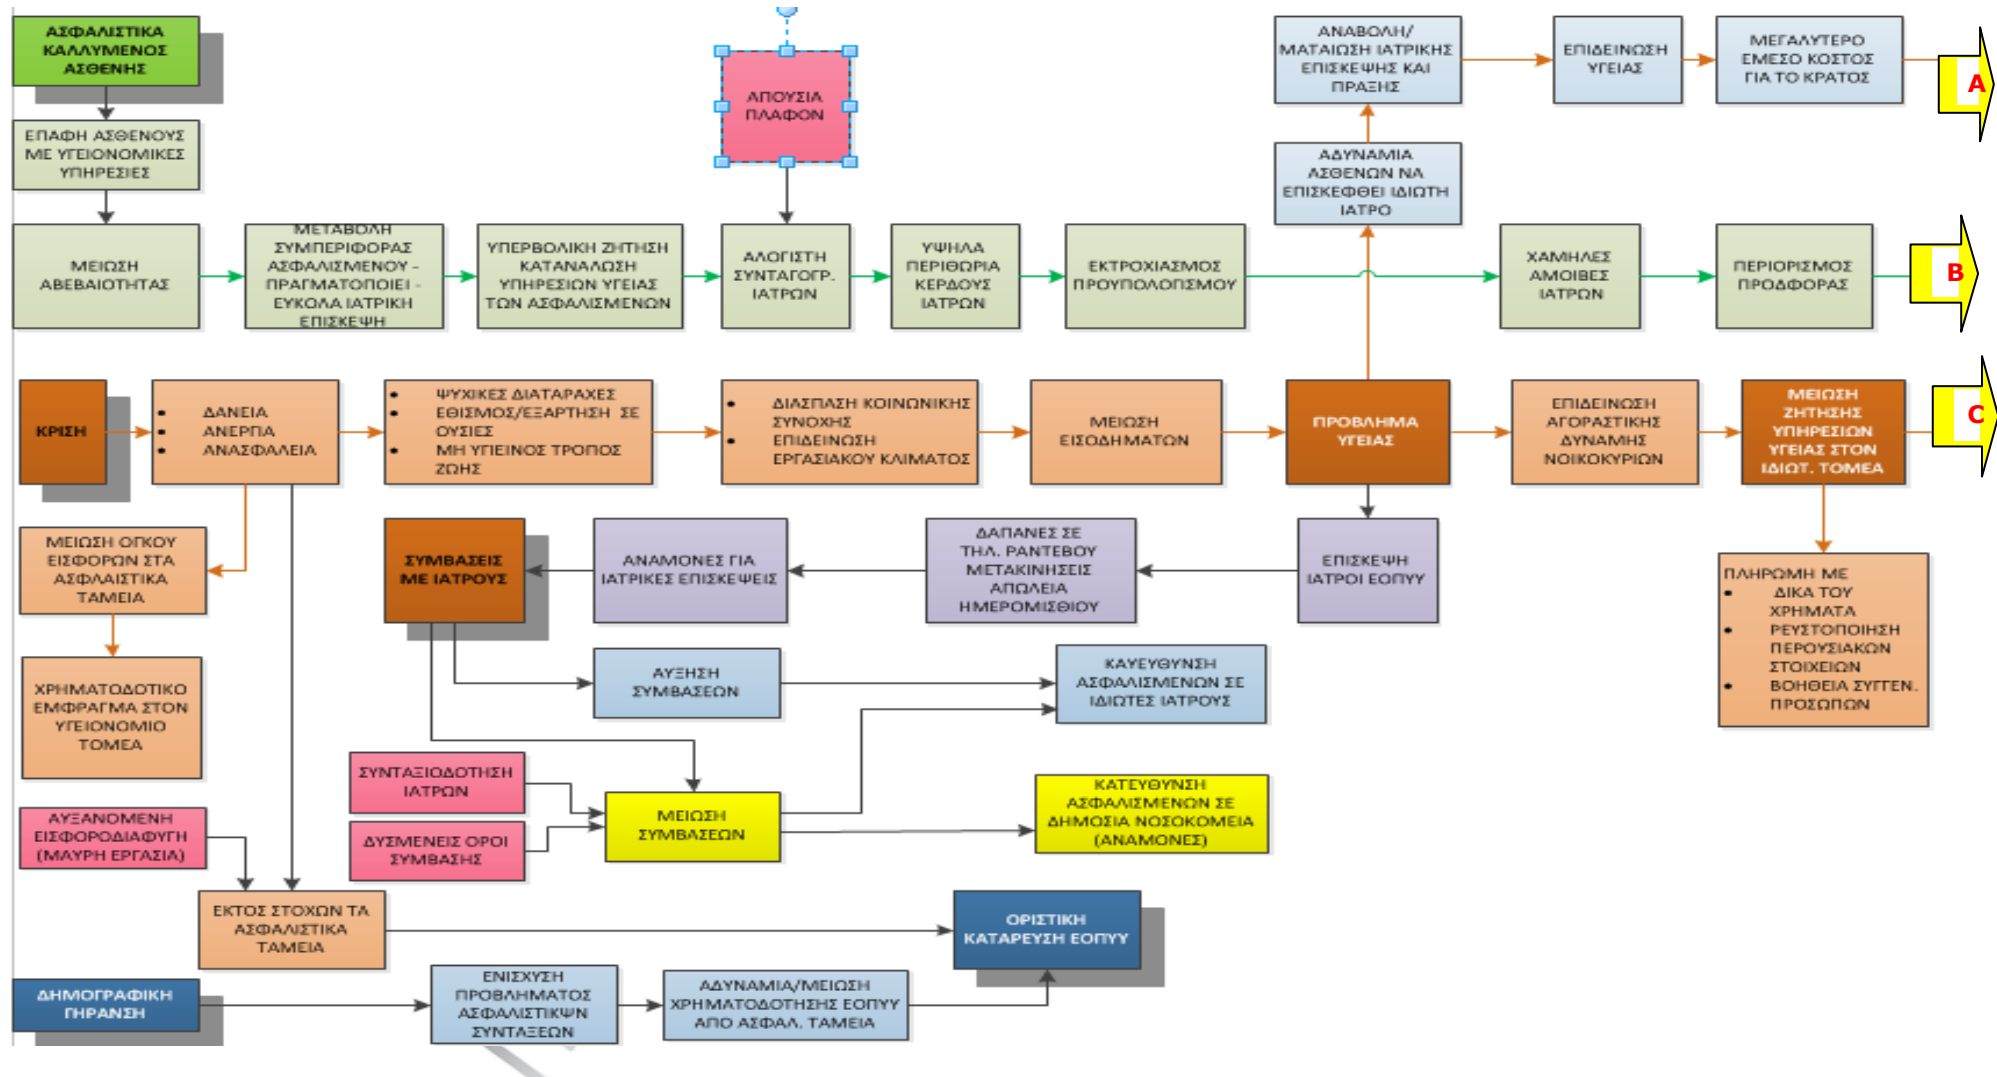 ΑΣΦΑΛΙΣΤΙΚΑ
ΚΑΛΛΥΜΕΝΟΣ
ΑΣΘΕΝΗΣ
ΕΠΑΦΗ ΑΣΘΕΝΟΥΣ
ΜΕ ΥΓΕΙΟΝΟΜΙΚΕΣ
ΥΠΗΡΕΣΙΕΣ
ΑΠΟΥΣΙΑ
ΠΛΑΦΟΝ
ΑΝΑΒΟΛΗ/
ΜΑΤΑΙΩΣΗ ΙΑΤΡΙΚΗΣ
ΕΠΙΣΚΕΨΗΣ ΚΑΙ
ΠΡΑΞΗΣ
ΕΠΙΔΕΙΝΩΣΗ
ΥΓΕΙΑΣ
ΜΕΓΑΛΥΤΕΡΟ
ΕΜΕΣΟ ΚΟΣΤΟΣ
ΓΙΑ ΤΟ ΚΡΑΤΟΣ
A
ΑΔΥΝΑΜΙΑ
ΑΣΘΕΝΩΝ ΝΑ
ΕΠΙΣΚΕΦΘΕΙ ΙΔΙΩΤΗ
ΙΑΤΡΟ
ΜΕΙΩΣΗ
ΑΒΕΒΑΙΟΤΗΤΑΣ
ΜΕΤΑΒΟΛΗ
ΣΥΜΠΕΡΙΦΟΡΑΣ
ΑΣΦΑΛΙΣΜΕΝΟΥ -
ΠΡΑΓΜΑΤΟΠΟΙΕΙ -
ΕΥΚΟΛΑ ΙΑΤΡΙΚΗ
ΕΠΙΣΚΕΨΗ
ΥΠΕΡΒΟΛΙΚΗ ΖΗΤΗΣΗ
ΚΑΤΑΝΑΛΩΣΗ
ΥΠΗΡΕΣΙΩΝ ΥΓΕΙΑΣ
ΤΩΝ ΑΣΦΑΛΙΣΜΕΝΩΝ
ΑΛΟΓΙΣΤΗ
ΣΥΝΤΑΓΟΓΡ.
ΙΑΤΡΩΝ
ΥΨΗΛΑ
ΠΕΡΙΘΩΡΙΑ
ΚΕΡΔΟΥΣ
ΙΑΤΡΩΝ
ΕΚΤΡΟΧΙΑΣΜΟΣ
ΠΡΟΥΠΟΛΟΓΙΣΜΟΥ
ΧΑΜΗΛΕΣ
ΑΜΟΙΒΕΣ
ΙΑΤΡΩΝ
ΠΕΡΙΟΡΙΣΜΟΣ
ΠΡΟΔΦΟΡΑΣ
B
ΚΡΙΣΗ
• ΔΑΝΕΙΑ
• ΑΝΕΡΓΙΑ
• ΑΝΑΣΦΑΛΕΙΑ
• ΨΥΧΙΚΕΣ ΔΙΑΤΑΡΑΧΕΣ
• ΕΘΙΣΜΟΣ/ΕΞΑΡΤΗΣΗ ΣΕ
ΟΥΣΙΕΣ
• ΜΗ ΥΓΙΕΙΝΟΣ ΤΡΟΠΟΣ
ΖΩΗΣ
• ΔΙΑΣΠΑΣΗ ΚΟΙΝΩΝΙΚΗΣ
ΣΥΝΟΧΗΣ
• ΕΠΙΔΕΙΝΩΣΗ
ΕΡΓΑΣΙΑΚΟΥ ΚΛΙΜΑΤΟΣ
ΜΕΙΩΣΗ
ΕΙΣΟΔΗΜΑΤΩΝ
ΠΡΟΒΛΗΜΑ
ΥΓΕΙΑΣ
ΕΠΙΔΕΙΝΩΣΗ
ΑΓΟΡΑΣΤΙΚΗΣ
ΔΥΝΑΜΗΣ
ΝΟΙΚΟΚΥΡΙΩΝ
ΜΕΙΩΣΗ
ΖΗΤΗΣΗΣ
ΥΠΗΡΕΣΙΩΝ
ΥΓΕΙΑΣ ΣΤΟΝ
ΙΔΙΩΤ. ΤΟΜΕΑ
C
ΜΕΙΩΣΗ ΟΓΚΟΥ
ΕΙΣΦΟΡΩΝ ΣΤΑ
ΑΣΦΛΑΙΣΤΙΚΑ
ΤΑΜΕΙΑ
ΣΥΜΒΑΣΕΙΣ
ΜΕ ΙΑΤΡΟΥΣ
ΑΝΑΜΟΝΕΣ ΓΙΑ
ΙΑΤΡΙΚΕΣ ΕΠΙΣΚΕΨΕΙΣ
ΔΑΠΑΝΕΣ ΣΕ
ΤΗΛ. ΡΑΝΤΕΒΟΥ
ΜΕΤΑΚΙΝΗΣΕΙΣ
ΑΠΩΛΕΙΑ
ΗΜΕΡΟΜΙΣΘΙΟΥ
ΕΠΙΣΚΕΨΗ
ΙΑΤΡΟΙ ΕΟΠΥΥ
ΠΛΗΡΩΜΗ ΜΕ
• ΔΙΚΑ ΤΟΥ
ΧΡΗΜΑΤΑ
• ΡΕΥΣΤΟΠΟΙΗΣΗ
ΠΕΡΟΥΣΙΑΚΩΝ
ΣΤΟΙΧΕΙΩΝ
• ΒΟΗΘΕΙΑ ΣΥΓΓΕΝ.
ΠΡΟΣΩΠΩΝ
ΧΡΗΜΑΤΟΔΟΤΙΚΟ
ΕΜΦΡΑΓΜΑ ΣΤΟΝ
ΥΓΕΙΟΝΟΜΙΟ
ΤΟΜΕΑ
ΑΥΞΗΣΗ
ΣΥΜΒΑΣΕΩΝ
ΚΑΥΕΥΘΥΝΣΗ
ΑΣΦΑΛΙΣΜΕΝΩΝ ΣΕ
ΙΔΙΩΤΕΣ ΙΑΤΡΟΥΣ
ΣΥΝΤΑΞΙΟΔΟΤΗΣΗ
ΙΑΤΡΩΝ
ΔΥΣΜΕΝΕΙΣ ΟΡΟΙ
ΣΥΜΒΑΣΗΣ
ΜΕΙΩΣΗ
ΣΥΜΒΑΣΕΩΝ
ΚΑΤΕΥΘΥΝΣΗ
ΑΣΦΑΛΙΣΜΕΝΩΝ ΣΕ
ΔΗΜΟΣΙΑ ΝΟΣΟΚΟΜΕΙΑ
(ΑΝΑΜΟΝΕΣ)
ΑΥΞΑΝΟΜΕΝΗ
ΕΙΣΦΟΡΟΔΙΑΦΥΓΗ
(ΜΑΥΡΗ ΕΡΓΑΣΙΑ)
ΕΚΤΟΣ ΣΤΟΧΩΝ ΤΑ
ΑΣΦΑΛΙΣΤΙΚΑ
ΤΑΜΕΙΑ
ΟΡΙΣΤΙΚΗ
ΚΑΤΑΡΕΥΣΗ ΕΟΠΥΥ
ΔΗΜΟΓΡΑΦΙΚΗ
ΓΗΡΑΝΣΗ
ΕΝΙΣΧΥΣΗ
ΠΡΟΒΛΗΜΑΤΟΣ
ΑΣΦΑΛΙΣΤΙΚΨΝ
ΣΥΝΤΑΞΕΩΝ
ΑΔΥΝΑΜΙΑ/ΜΕΙΩΣΗ
ΧΡΗΜΑΤΟΔΟΤΗΣΗΣ ΕΟΠΥΥ
ΑΠΟ ΑΣΦΑΛ. ΤΑΜΕΙΑ